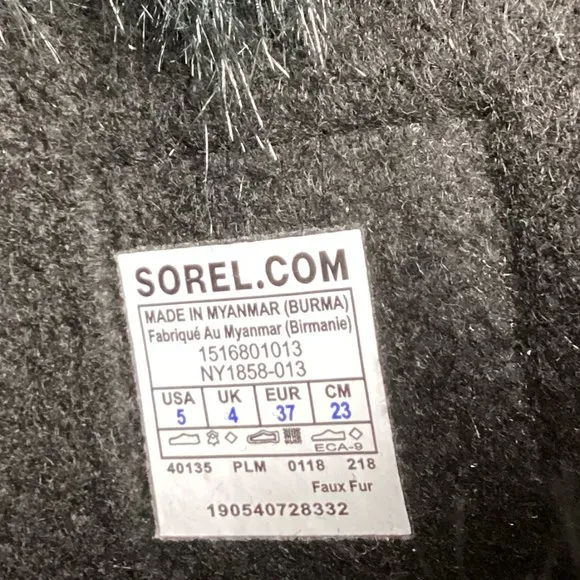 SOREL.COM
MADE IN MYANMAR (BURMA)
Fabriqué Au Myanmar (Birmanie)
1516801013
NY1858-013
USA UK EUR CM
5 4 37 23
ECA-9
40135 PLM 0118 218
Faux Fur
190540728332